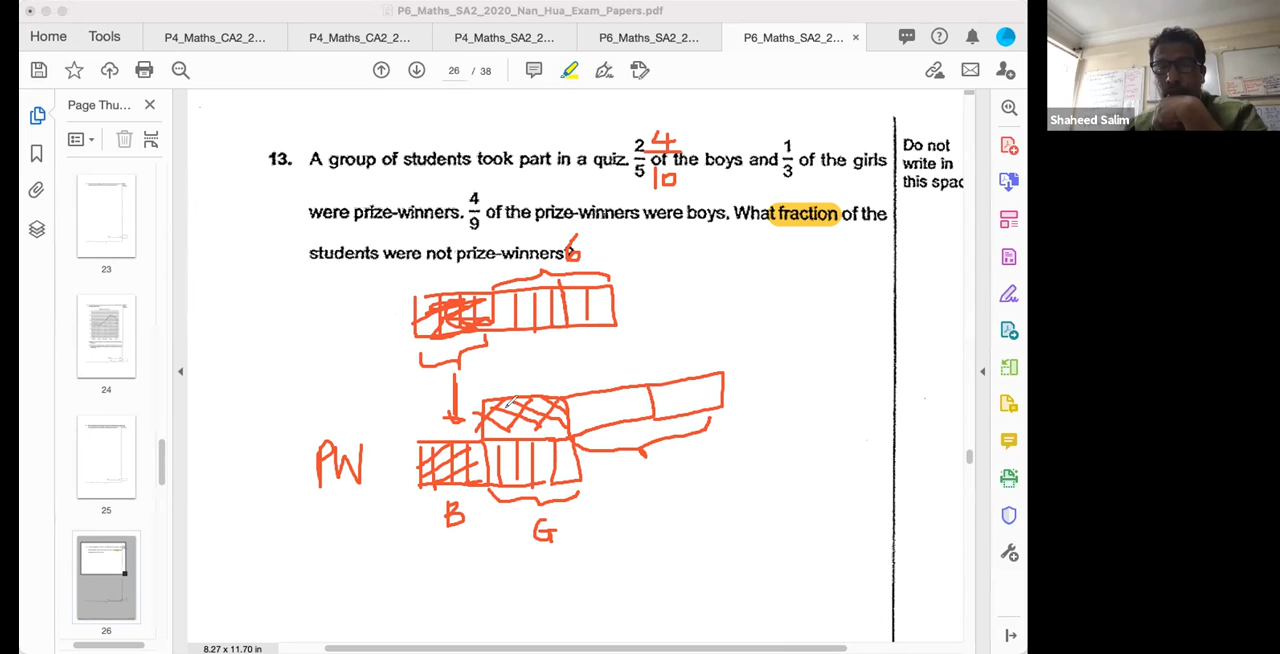 P6_Maths_SA2_2020_Nan_Hua_Exam_Papers.pdf
Home Tools P4_Maths_CA2_2... P4_Maths_CA2_2... P4_Maths_SA2_2... P6_Maths_SA2_2... P6_Maths_SA2_2... ×
26 / 38
Page Thu...
23
24
25
26
8.27 x 11.70 in
13. A group of students took part in a quiz. 2/5 of the boys and 1/3 of the girls
were prize-winners. 4/9 of the prize-winners were boys. What fraction of the
students were not prize-winners?
4/10
6
PW
B
G
Do not
write in
this spac
Shaheed Salim